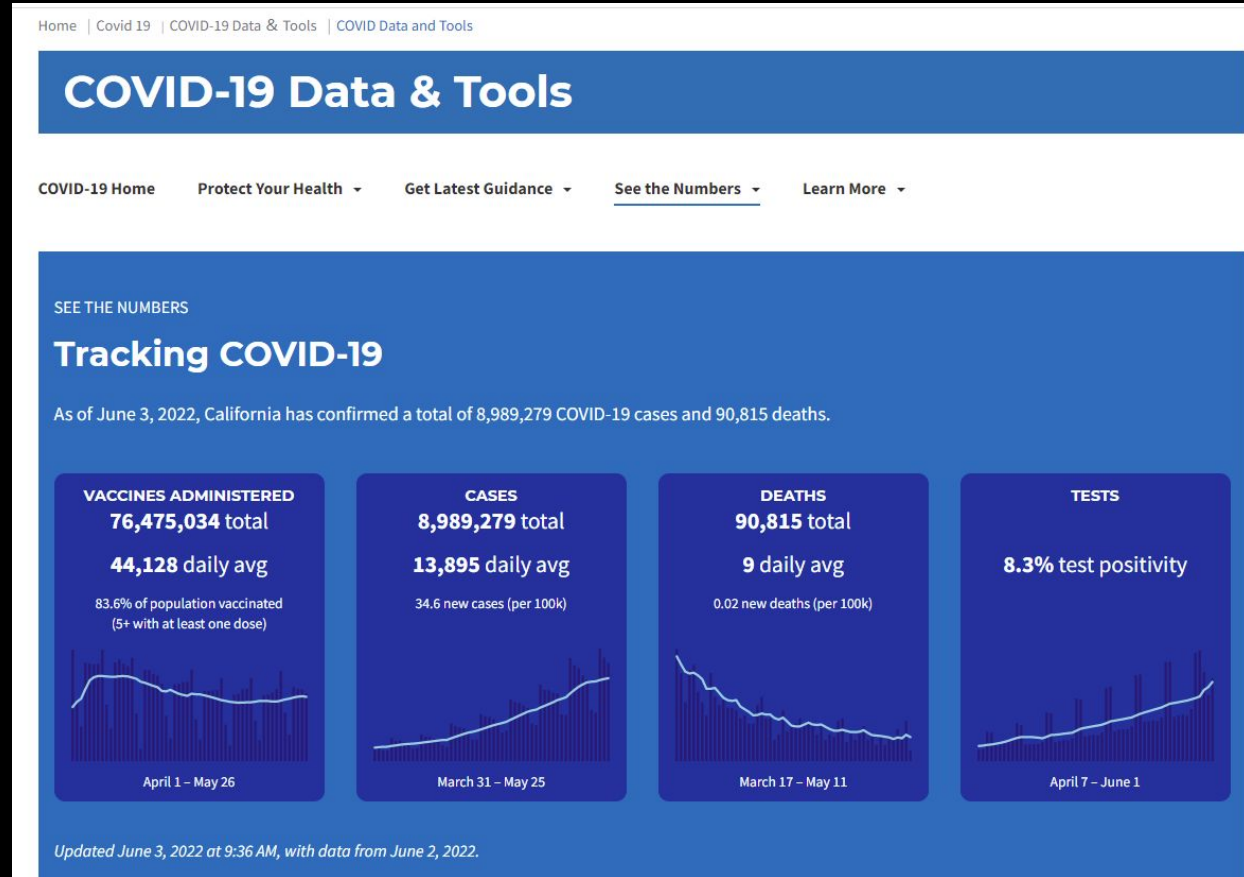 Home | Covid 19 | COVID-19 Data & Tools | COVID Data and Tools
COVID-19 Data & Tools
COVID-19 Home Protect Your Health Get Latest Guidance See the Numbers Learn More
SEE THE NUMBERS
Tracking COVID-19
As of June 3, 2022, California has confirmed a total of 8,989,279 COVID-19 cases and 90,815 deaths.
VACCINES ADMINISTERED
76,475,034 total
44,128 daily avg
83.6% of population vaccinated
(5+ with at least one dose)
April 1 – May 26
CASES
8,989,279 total
13,895 daily avg
34.6 new cases (per 100k)
March 31 – May 25
DEATHS
90,815 total
9 daily avg
0.02 new deaths (per 100k)
March 17 – May 11
TESTS
8.3% test positivity
April 7 – June 1
Updated June 3, 2022 at 9:36 AM, with data from June 2, 2022.